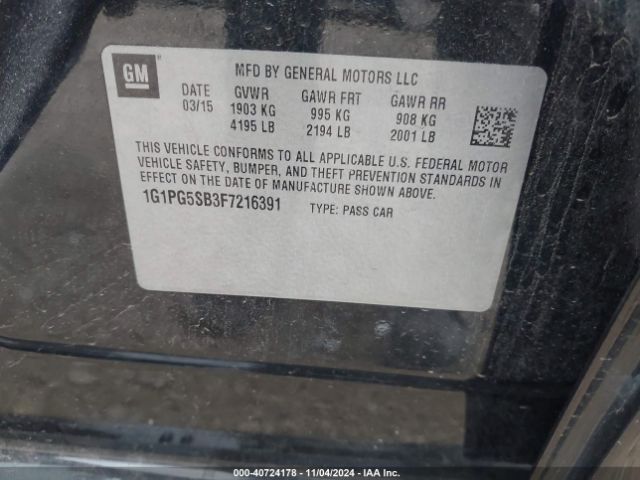 GM
MFD BY GENERAL MOTORS LLC
DATE GVWR GAWR FRT GAWR RR
03/15 1903 KG 995 KG 908 KG
4195 LB 2194 LB 2001 LB
THIS VEHICLE CONFORMS TO ALL APPLICABLE U.S. FEDERAL MOTOR
VEHICLE SAFETY, BUMPER, AND THEFT PREVENTION STANDARDS IN
EFFECT ON THE DATE OF MANUFACTURE SHOWN ABOVE.
1G1PG5SB3F7216391 TYPE: PASS CAR
000-40724178 - 11/04/2024 - IAA Inc.